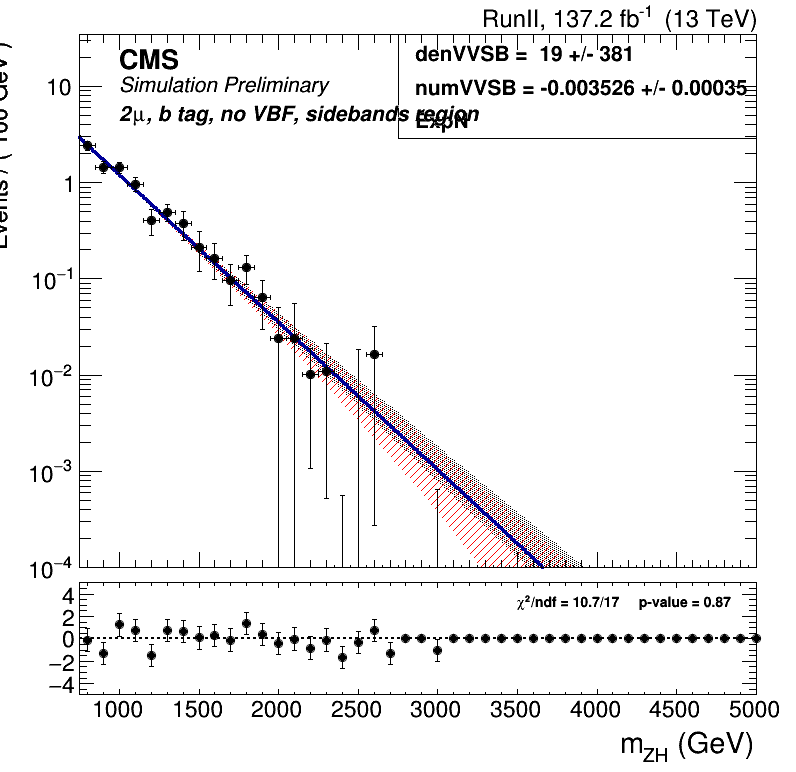 RunII, 137.2 fb⁻¹ (13 TeV)
CMS
Simulation Preliminary
2μ, b tag, no VBF, sidebands region
denVVSB = 19 +/- 381
numVVSB = -0.003526 +/- 0.00035
ExpN
Events / ( 100 GeV )
10
1
10⁻¹
10⁻²
10⁻³
10⁻⁴
χ²/ndf = 10.7/17 p-value = 0.87
4
2
0
−2
−4
1000 1500 2000 2500 3000 3500 4000 4500 5000
m_ZH (GeV)